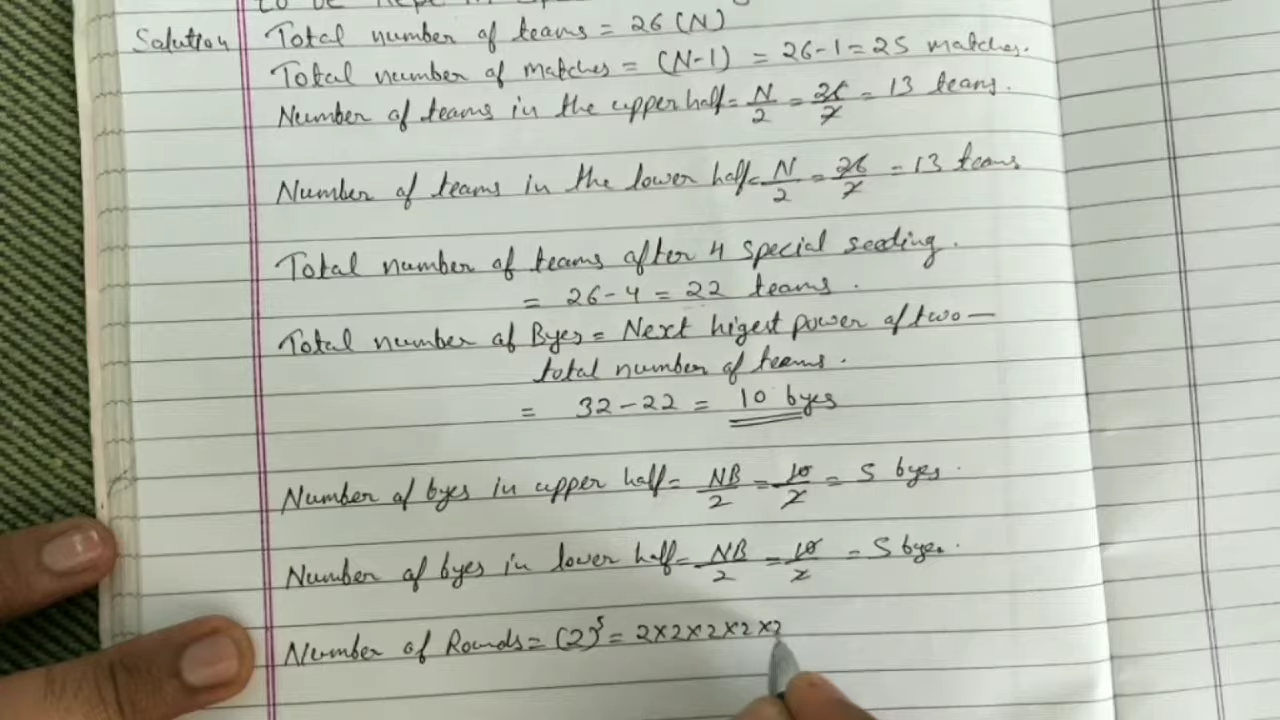 to be kept in
Solution Total number of teams = 26 (N)
Total number of matches = (N-1) = 26-1 = 25 matches.
Number of teams in the upper half = N/2 = 26/2 = 13 teams.
Number of teams in the lower half = N/2 = 26/2 = 13 teams
Total number of teams after 4 special seeding.
= 26-4 = 22 teams.
Total number of Byes = Next higest power of two —
total number of teams.
= 32-22 = 10 byes
Number of byes in upper half = NB/2 = 10/2 = 5 byes.
Number of byes in lower half = NB/2 = 10/2 = 5 byes.
Number of Rounds = (2)⁵ = 2×2×2×2×2